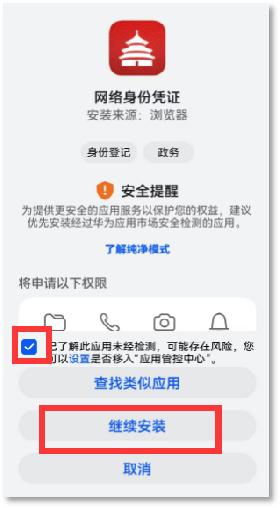 网络身份凭证
安装来源：浏览器
身份登记
政务
安全提醒
为提供更安全的应用服务以保护您的权益，建议
优先安装经过华为应用市场安全检测的应用。
了解纯净模式
将申请以下权限
已了解此应用未经检测，可能存在风险，您
可以设置是否移入“应用管控中心”。
查找类似应用
继续安装
取消